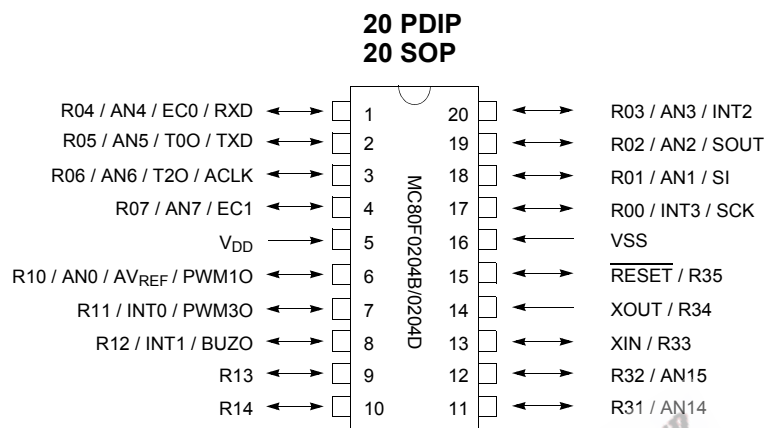 20 PDIP
20 SOP
R04 / AN4 / EC0 / RXD 1 20 R03 / AN3 / INT2
R05 / AN5 / T0O / TXD 2 19 R02 / AN2 / SOUT
R06 / AN6 / T2O / ACLK 3 18 R01 / AN1 / SI
R07 / AN7 / EC1 4 17 R00 / INT3 / SCK
VDD 5 16 VSS
R10 / AN0 / AVREF / PWM1O 6 15 RESET / R35
R11 / INT0 / PWM3O 7 14 XOUT / R34
R12 / INT1 / BUZO 8 13 XIN / R33
R13 9 12 R32 / AN15
R14 10 11 R31 / AN14
MC80F0204B/0204D